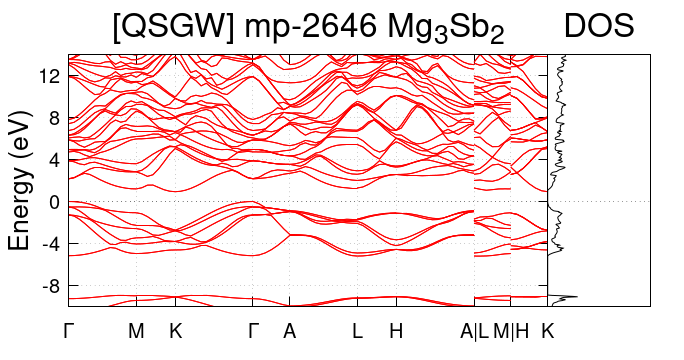 [QSGW] mp-2646 Mg3Sb2 DOS
Energy (eV)
12
8
4
0
-4
-8
Γ M K Γ A L H A|L M|H K